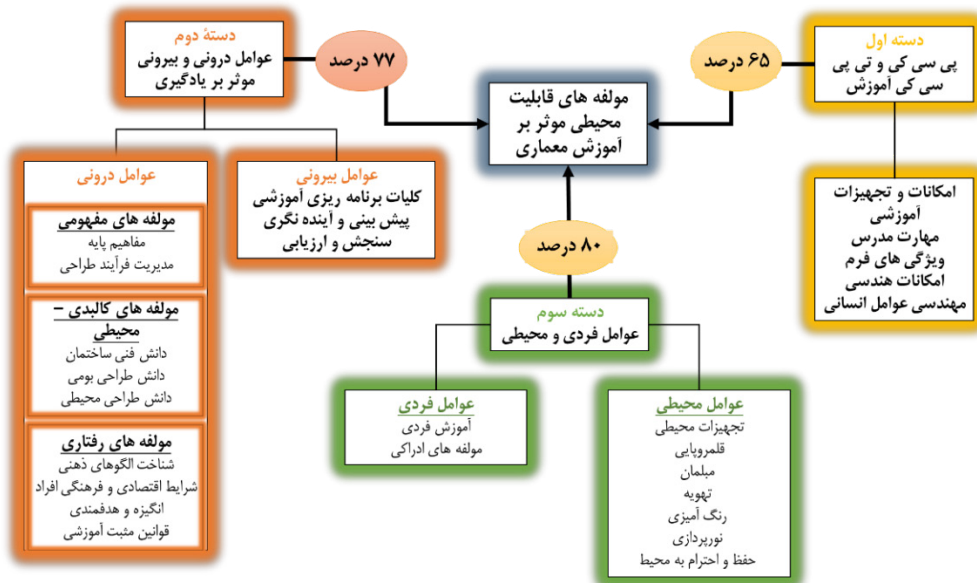 دسته اول
پی سی کی و تی پی
سی کی آموزش
۶۵ درصد
امکانات و تجهیزات
آموزشی
مهارت مدرس
ویژگی های فرم
امکانات هندسی
مهندسی عوامل انسانی
مولفه های قابلیت
محیطی موثر بر
آموزش معماری
۷۷ درصد
دستۀ دوم
عوامل درونی و بیرونی
موثر بر یادگیری
عوامل بیرونی
کلیات برنامه ریزی آموزشی
پیش بینی و آینده نگری
سنجش و ارزیابی
عوامل درونی
مولفه های مفهومی
مفاهیم پایه
مدیریت فرآیند طراحی
مولفه های کالبدی –
محیطی
دانش فنی ساختمان
دانش طراحی بومی
دانش طراحی محیطی
مولفه های رفتاری
شناخت الگوهای ذهنی
شرایط اقتصادی و فرهنگی افراد
انگیزه و هدفمندی
قوانین مثبت آموزشی
۸۰ درصد
دسته سوم
عوامل فردی و محیطی
عوامل محیطی
تجهیزات محیطی
قلمروپایی
مبلمان
تهویه
رنگ آمیزی
نورپردازی
حفظ و احترام به محیط
عوامل فردی
آموزش فردی
مولفه های ادراکی